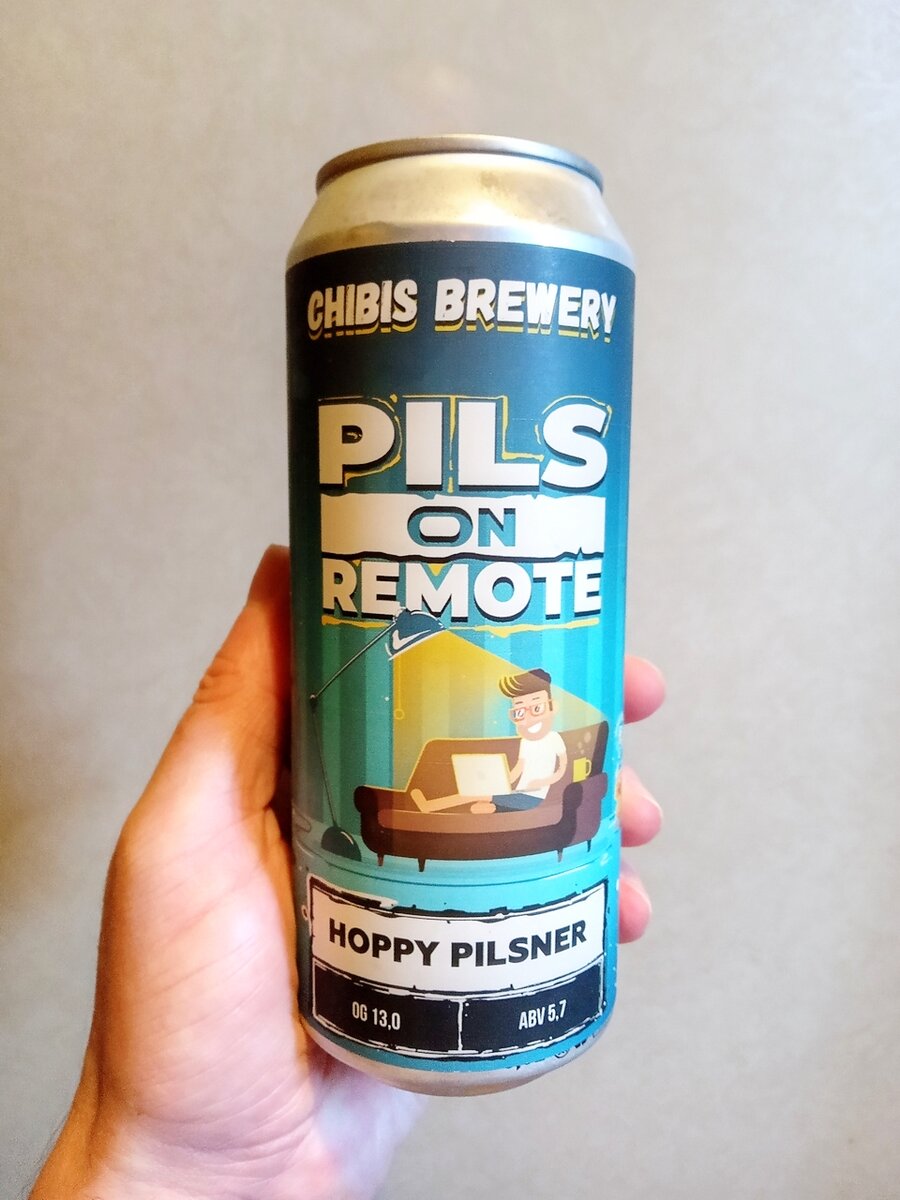 CHIBIS BREWERY
PILS
ON
REMOTE
HOPPY PILSNER
OG 13,0
ABV 5,7